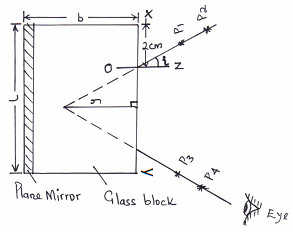 b
X
2cm
P1
P2
O
i
N
L
y
Y
P3
P4
Plane Mirror
Glass block
Eye